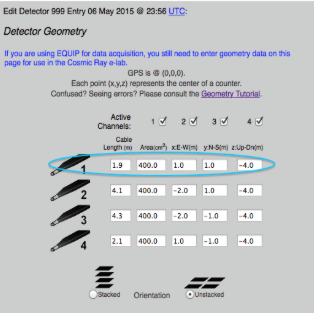 Edit Detector 999 Entry 06 May 2015 @ 23:56 UTC:
Detector Geometry
If you are using EQUIP for data acquisition, you still need to enter geometry data on this
page for use in the Cosmic Ray e-lab.
GPS is @ (0,0,0).
Each point (x,y,z) represents the center of a counter.
Confused? Seeing errors? Please consult the Geometry Tutorial.
Active
Channels: 1 2 3 4
Cable
Length (m) Area(cm²) x:E-W(m) y:N-S(m) z:Up-Dn(m)
1 1.9 400.0 1.0 1.0 -4.0
2 4.1 400.0 -2.0 1.0 -4.0
3 4.3 400.0 -2.0 -1.0 -4.0
4 2.1 400.0 1.0 -1.0 -4.0
Stacked Orientation Unstacked